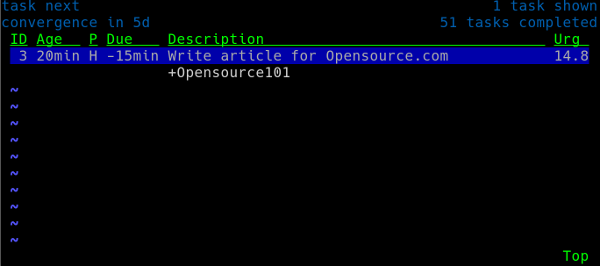 task next 1 task shown
convergence in 5d 51 tasks completed
ID Age P Due Description Urg
3 20min H -15min Write article for Opensource.com 14.8
+Opensource101
~
~
~
~
~
~
~
~
~
~
Top